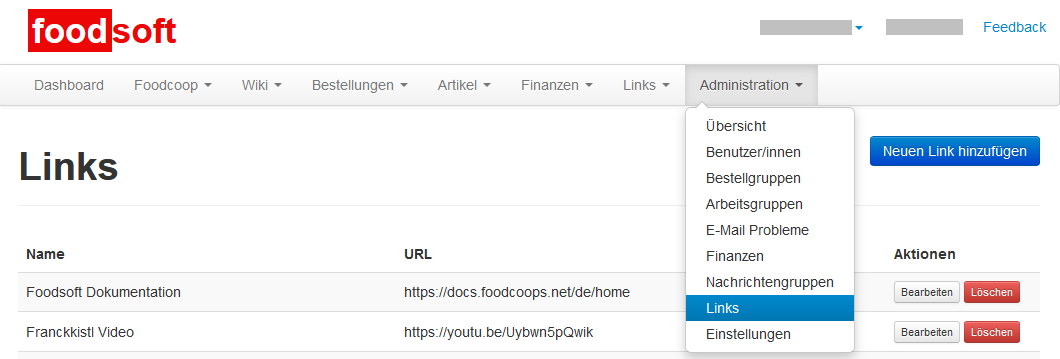 foodsoft
Feedback
Dashboard Foodcoop Wiki Bestellungen Artikel Finanzen Links Administration
Übersicht
Benutzer/innen
Bestellgruppen
Arbeitsgruppen
E-Mail Probleme
Finanzen
Nachrichtengruppen
Links
Einstellungen
Links
Neuen Link hinzufügen
Name URL Aktionen
Foodsoft Dokumentation https://docs.foodcoops.net/de/home Bearbeiten Löschen
Franckkistl Video https://youtu.be/Uybwn5pQwik Bearbeiten Löschen